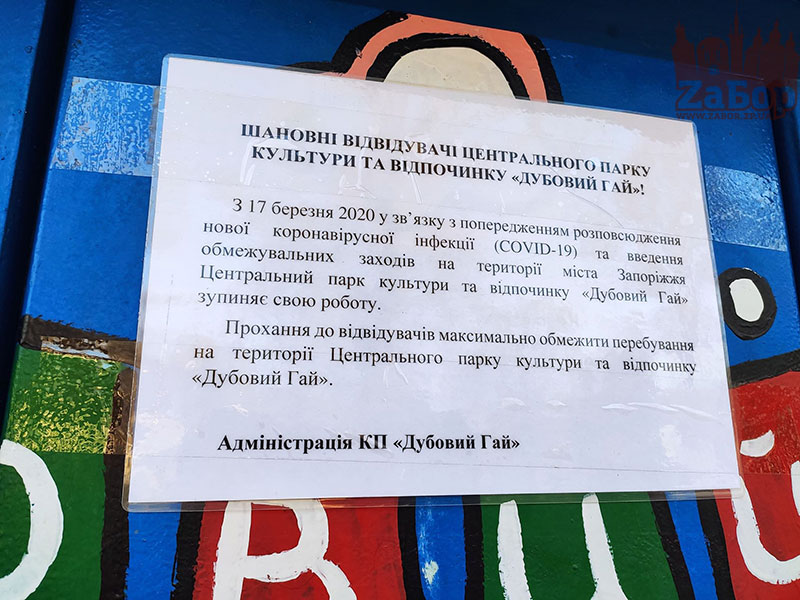 ZaБор
ШАНОВНІ ВІДВІДУВАЧІ ЦЕНТРАЛЬНОГО ПАРКУ
КУЛЬТУРИ ТА ВІДПОЧИНКУ «ДУБОВИЙ ГАЙ»!
З 17 березня 2020 у зв’язку з попередженням розповсюдження
нової коронавірусної інфекції (COVID-19) та введення
обмежувальних заходів на території міста Запоріжжя
Центральний парк культури та відпочинку «Дубовий Гай»
зупиняє свою роботу.
Прохання до відвідувачів максимально обмежити перебування
на території Центрального парку культури та відпочинку
«Дубовий Гай».
Адміністрація КП «Дубовий Гай»